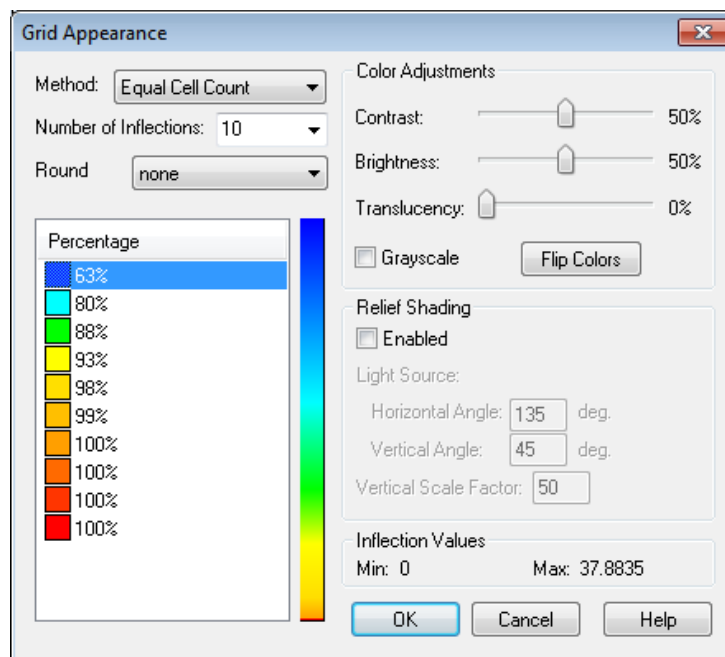 Grid Appearance
Method: Equal Cell Count
Number of Inflections: 10
Round none
Percentage
63%
80%
88%
93%
98%
99%
100%
100%
100%
100%
Color Adjustments
Contrast: 50%
Brightness: 50%
Translucency: 0%
Grayscale Flip Colors
Relief Shading
Enabled
Light Source:
Horizontal Angle: 135 deg.
Vertical Angle: 45 deg.
Vertical Scale Factor: 50
Inflection Values
Min: 0 Max: 37.8835
OK Cancel Help